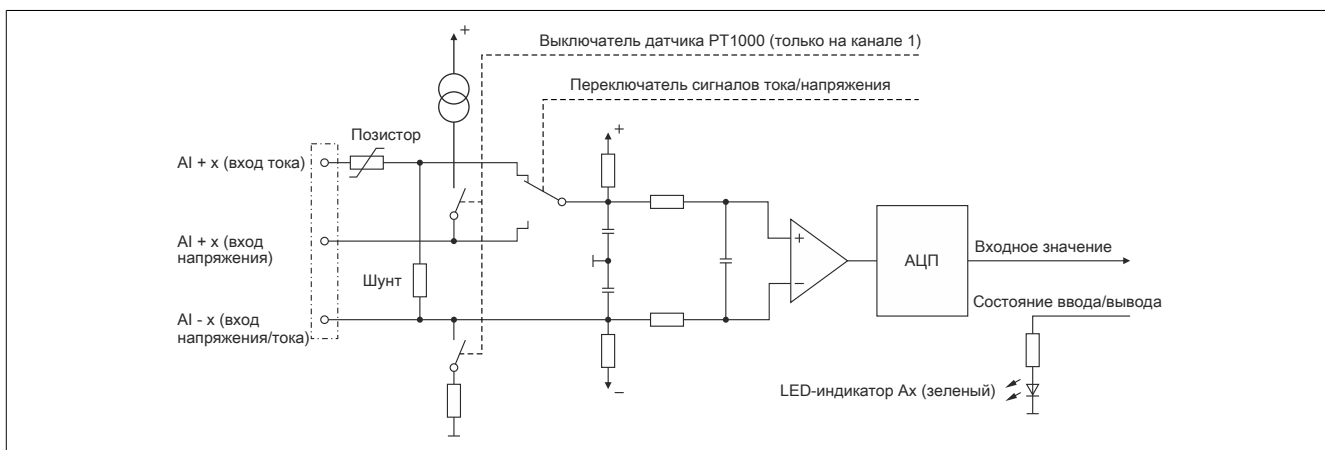 +
Выключатель датчика PT1000 (только на канале 1)
Переключатель сигналов тока/напряжения
Позистор
+
AI + x (вход тока)
AI + x (вход
напряжения)
+
АЦП
Входное значение
Шунт
−
AI - x (вход
напряжения/тока)
Состояние ввода/вывода
−
LED-индикатор Ax (зеленый)